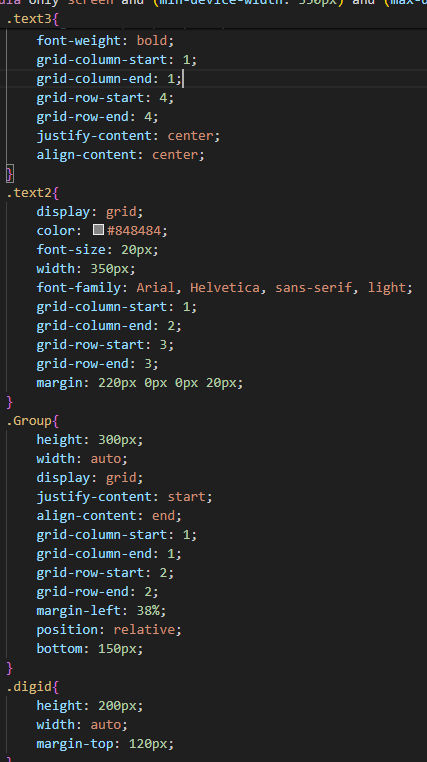 dia only screen and (min-device-width: 350px) and (max-d
.text3{
font-weight: bold;
grid-column-start: 1;
grid-column-end: 1;
grid-row-start: 4;
grid-row-end: 4;
justify-content: center;
align-content: center;
}
.text2{
display: grid;
color: #848484;
font-size: 20px;
width: 350px;
font-family: Arial, Helvetica, sans-serif, light;
grid-column-start: 1;
grid-column-end: 2;
grid-row-start: 3;
grid-row-end: 3;
margin: 220px 0px 0px 20px;
}
.Group{
height: 300px;
width: auto;
display: grid;
justify-content: start;
align-content: end;
grid-column-start: 1;
grid-column-end: 1;
grid-row-start: 2;
grid-row-end: 2;
margin-left: 38%;
position: relative;
bottom: 150px;
}
.digid{
height: 200px;
width: auto;
margin-top: 120px;
}